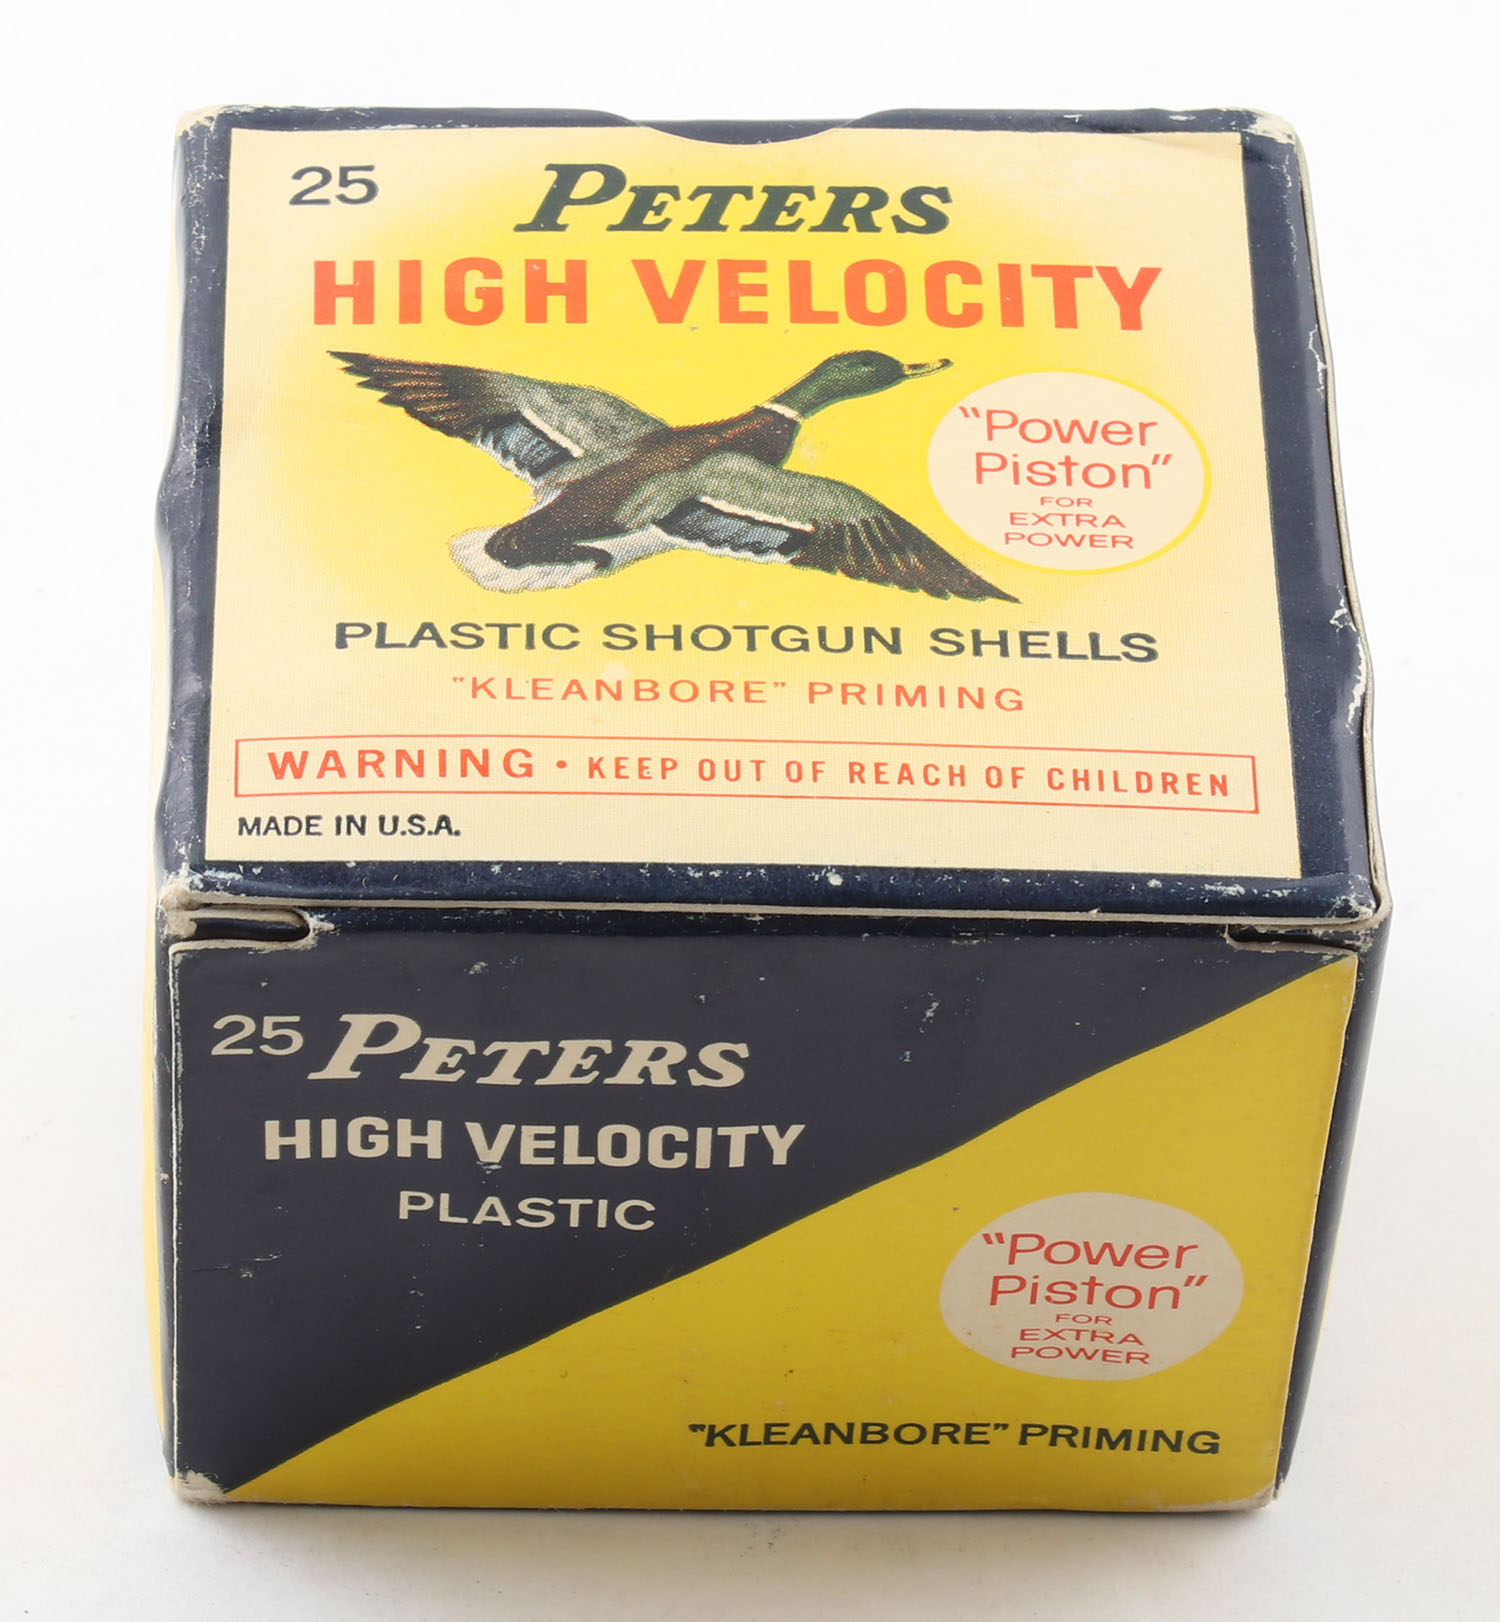 25
PETERS
HIGH VELOCITY
"Power
Piston"
FOR
EXTRA
POWER
PLASTIC SHOTGUN SHELLS
"KLEANBORE" PRIMING
WARNING • KEEP OUT OF REACH OF CHILDREN
MADE IN U.S.A.
25 PETERS
HIGH VELOCITY
PLASTIC
"Power
Piston"
FOR
EXTRA
POWER
"KLEANBORE" PRIMING